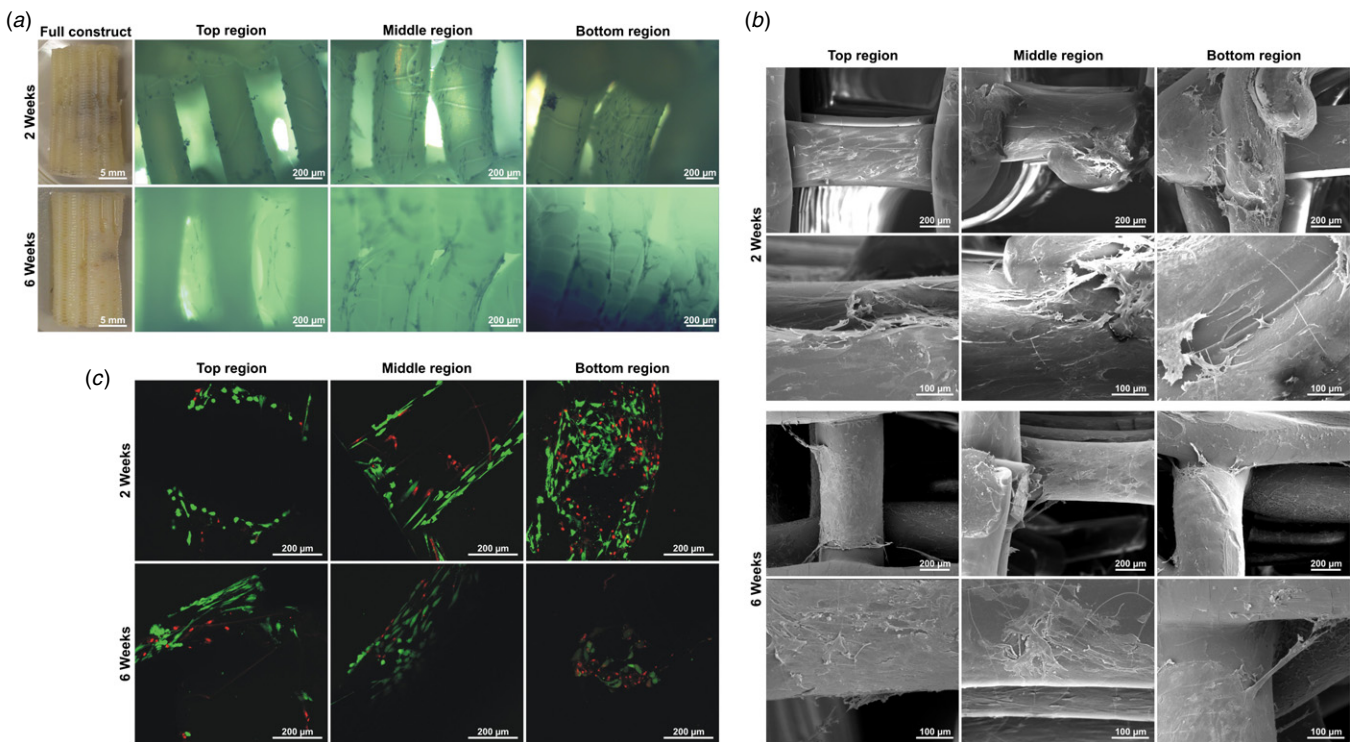 (a)
Full construct Top region Middle region Bottom region
2 Weeks
5 mm 200 µm 200 µm 200 µm
6 Weeks
5 mm 200 µm 200 µm 200 µm
(b)
Top region Middle region Bottom region
2 Weeks
200 µm 200 µm 200 µm
100 µm 100 µm 100 µm
6 Weeks
200 µm 200 µm 200 µm
100 µm 100 µm 100 µm
(c)
Top region Middle region Bottom region
2 Weeks
200 µm 200 µm 200 µm
6 Weeks
200 µm 200 µm 200 µm